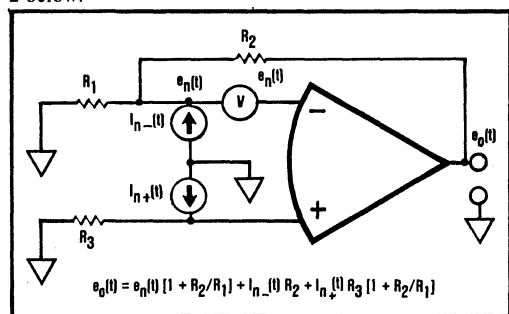 R2
R1
en(t)
en(t)
V
In–(t)
In+(t)
R3
–
+
eo(t)
eo(t) = en(t) [1 + R2/R1] + In–(t) R2 + In+(t) R3 [1 + R2/R1]